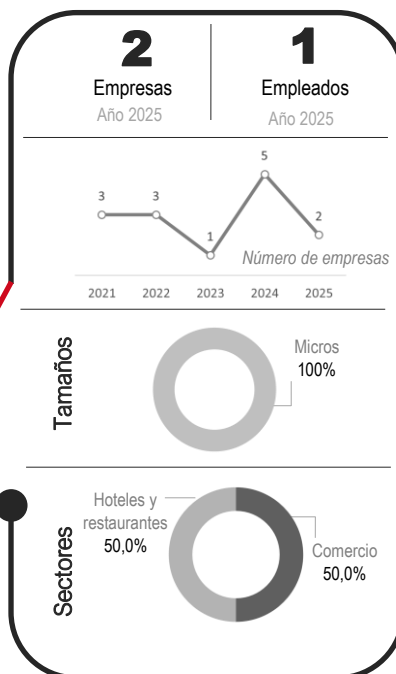 2
Empresas
Año 2025
1
Empleados
Año 2025
3
3
1
5
2
Número de empresas
2021 2022 2023 2024 2025
Tamaños
Micros
100%
Sectores
Hoteles y
restaurantes
50,0%
Comercio
50,0%